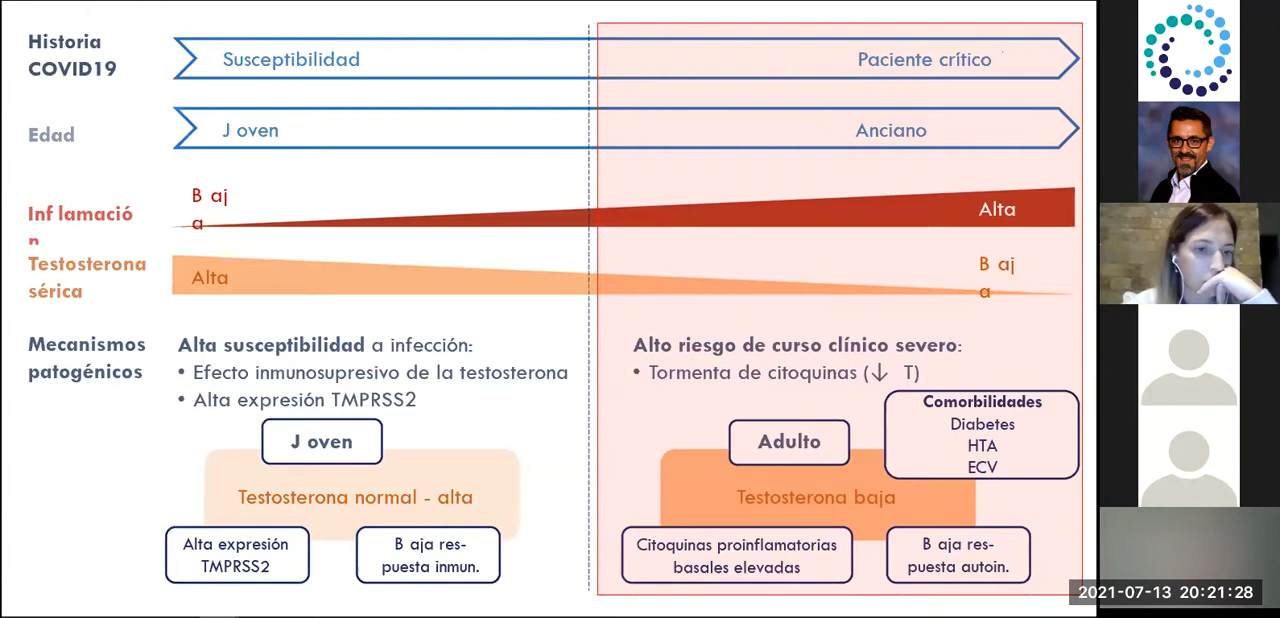 Historia
COVID19
Susceptibilidad
Paciente crítico
Edad
J oven
Anciano
Inf lamació
n
B aj
a
Alta
Testosterona
sérica
Alta
B aj
a
Mecanismos
patogénicos
Alta susceptibilidad a infección:
• Efecto inmunosupresivo de la testosterona
• Alta expresión TMPRSS2
J oven
Testosterona normal - alta
Alta expresión
TMPRSS2
B aja res-
puesta inmun.
Alto riesgo de curso clínico severo:
• Tormenta de citoquinas (↓ T)
Comorbilidades
Diabetes
HTA
ECV
Adulto
Testosterona baja
Citoquinas proinflamatorias
basales elevadas
B aja res-
puesta autoin.
2021-07-13 20:21:28